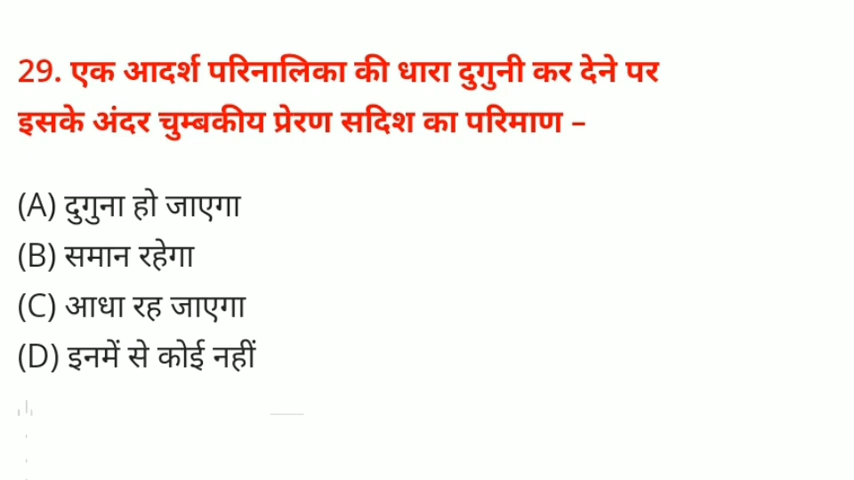 29. एक आदर्श परिनालिका की धारा दुगुनी कर देने पर
इसके अंदर चुम्बकीय प्रेरण सदिश का परिमाण –
(A) दुगुना हो जाएगा
(B) समान रहेगा
(C) आधा रह जाएगा
(D) इनमें से कोई नहीं